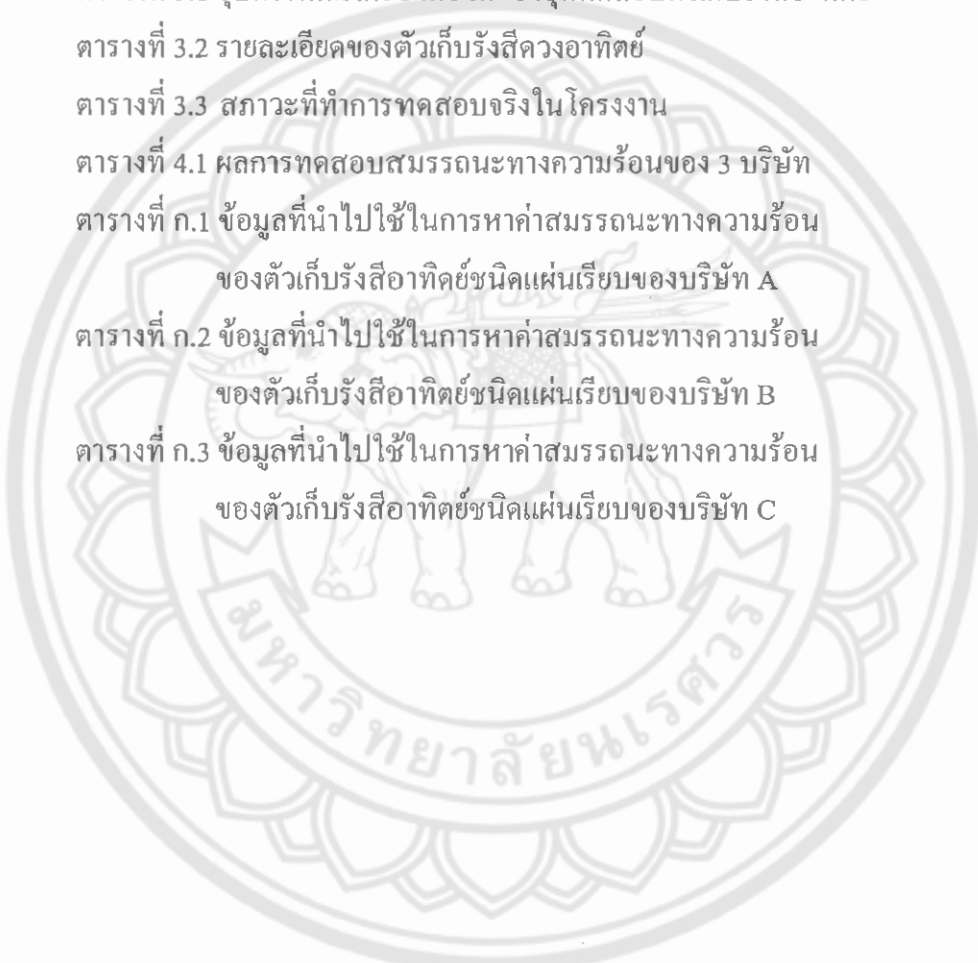 ตารางที่ 3.2 รายละเอียดของตัวเก็บรังสีดวงอาทิตย์
ตารางที่ 3.3 สภาวะที่ทำการทดสอบจริงในโครงงาน
ตารางที่ 4.1 ผลการทดสอบสมรรถนะทางความร้อนของ 3 บริษัท
ตารางที่ ก.1 ข้อมูลที่นำไปใช้ในการหาค่าสมรรถนะทางความร้อน
ของตัวเก็บรังสีอาทิตย์ชนิดแผ่นเรียบของบริษัท A
ตารางที่ ก.2 ข้อมูลที่นำไปใช้ในการหาค่าสมรรถนะทางความร้อน
ของตัวเก็บรังสีอาทิตย์ชนิดแผ่นเรียบของบริษัท B
ตารางที่ ก.3 ข้อมูลที่นำไปใช้ในการหาค่าสมรรถนะทางความร้อน
ของตัวเก็บรังสีอาทิตย์ชนิดแผ่นเรียบของบริษัท C
มหาวิทยาลัยนเรศวร